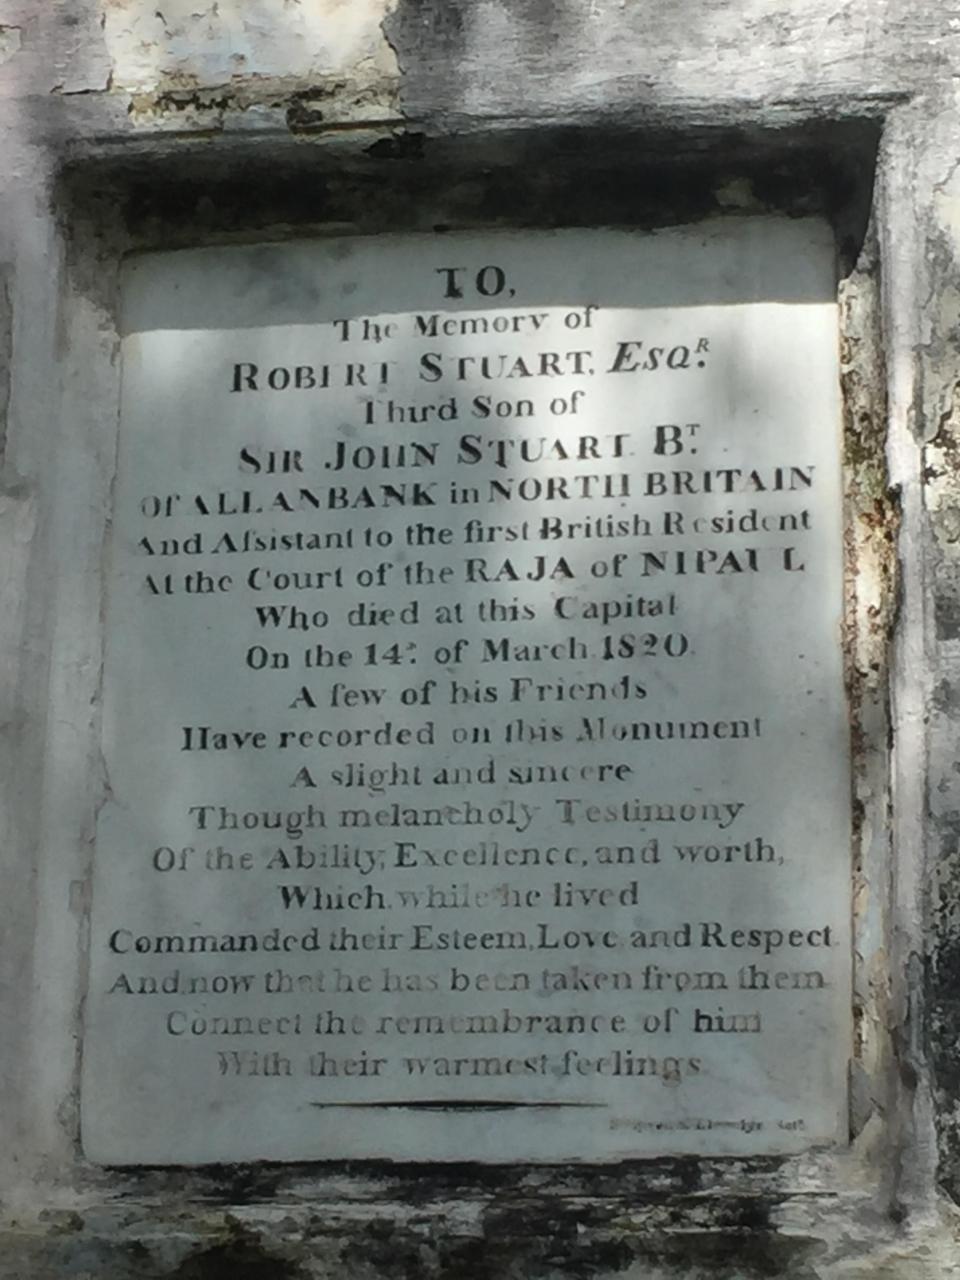 TO,
The Memory of
ROBERT STUART, ESQ.R
Third Son of
SIR JOHN STUART B.T
Of ALLANBANK in NORTH BRITAIN
And Aſsistant to the first British Resident
At the Court of the RAJA of NIPAUL
Who died at this Capital
On the 14.th of March 1820.
A few of his Friends
Have recorded on this Monument
A slight and sincere
Though melancholy Testimony
Of the Ability, Excellence, and worth,
Which while he lived
Commanded their Esteem, Love and Respect
And now that he has been taken from them
Connect the remembrance of him
With their warmest feelings